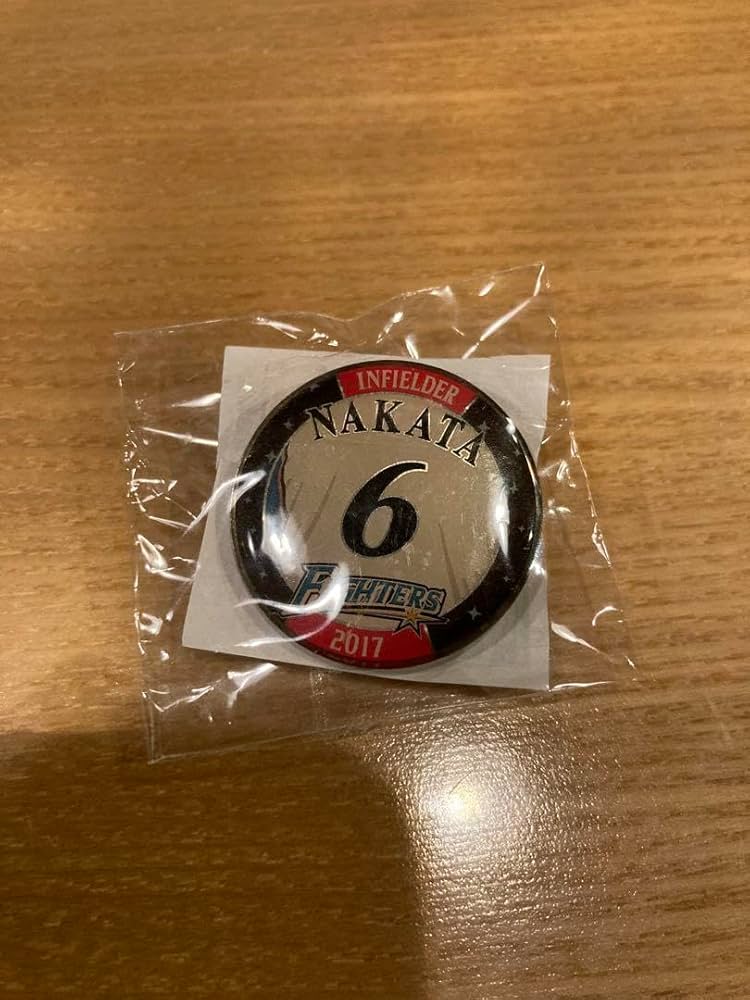 INFIELDER
NAKATA
6
FIGHTERS
2017